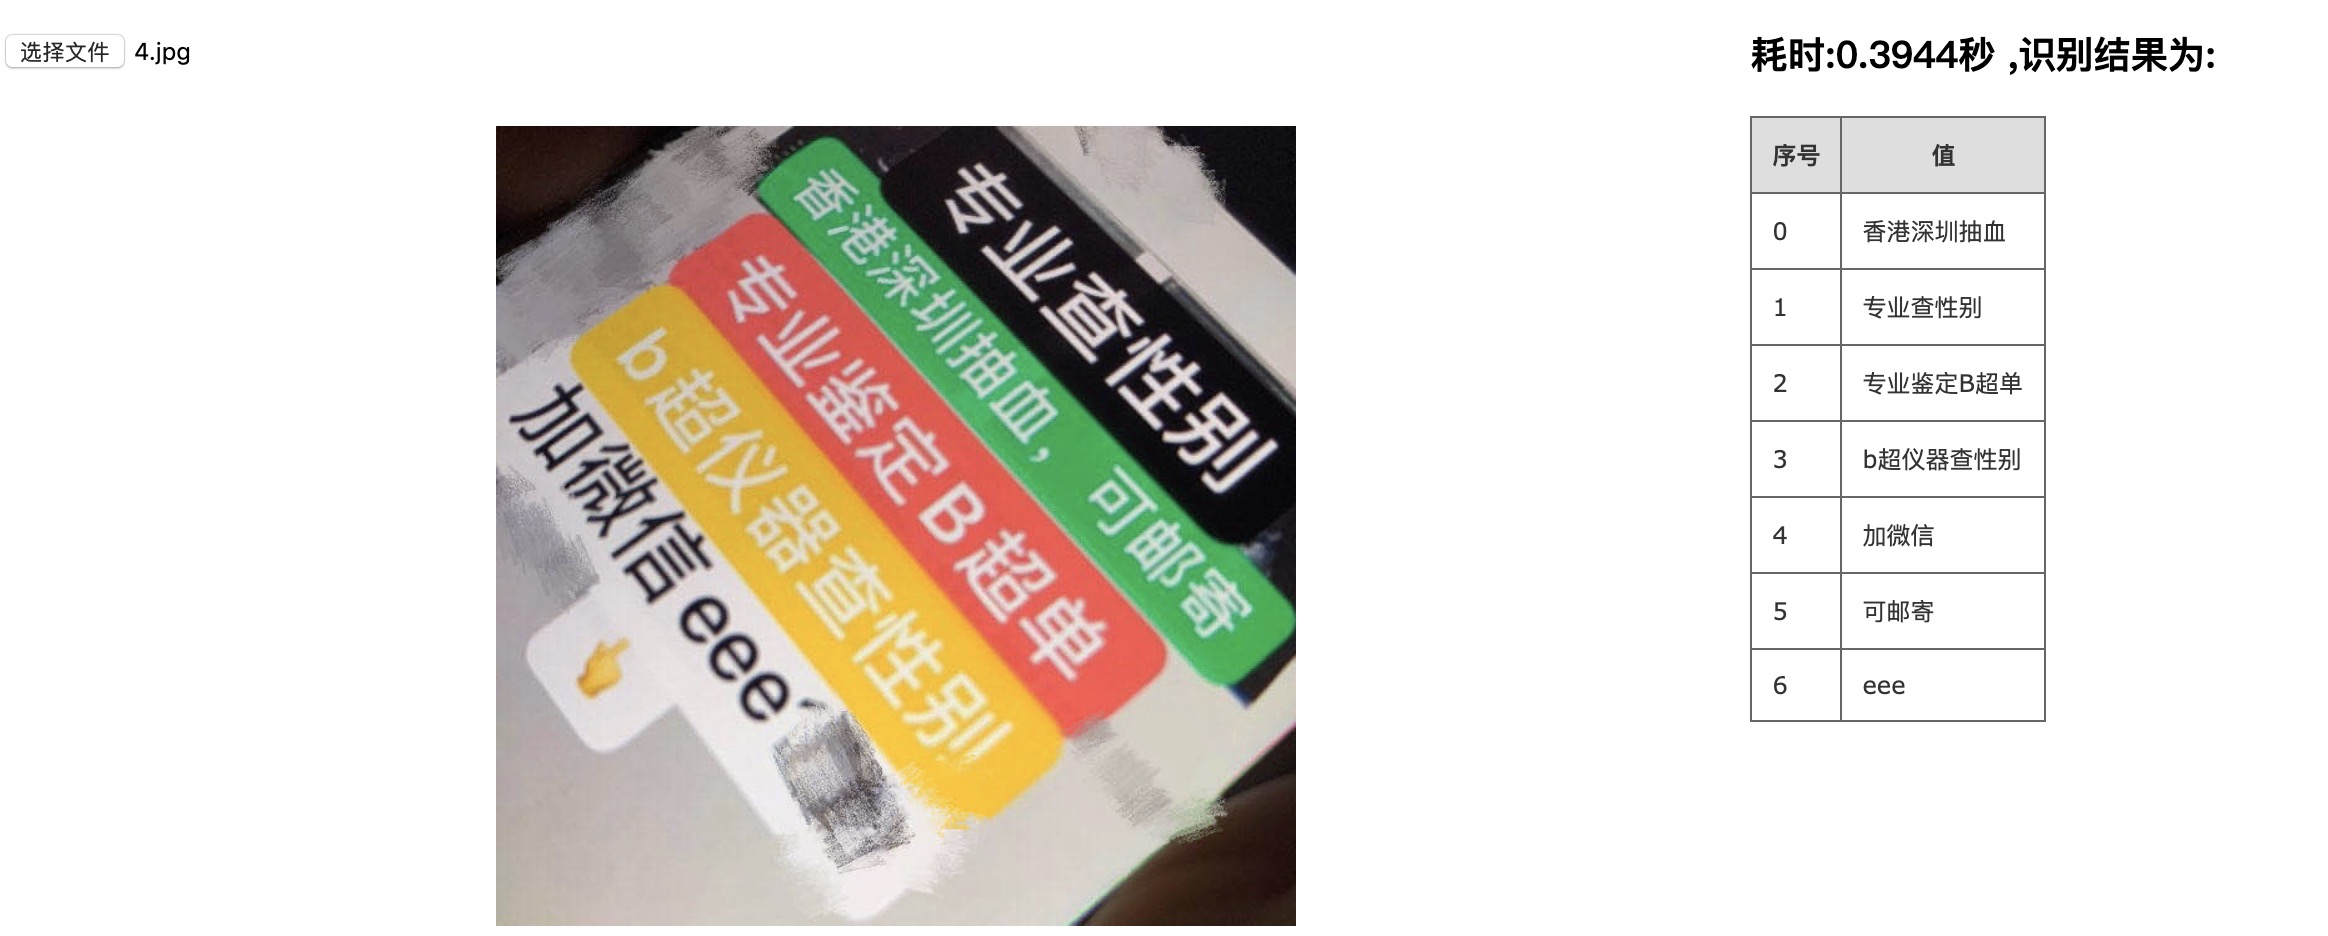 选择文件 4.jpg
专业查性别
香港深圳抽血，可邮寄
专业鉴定B超单
b超仪器查性别
加微信eee
耗时:0.3944秒 ,识别结果为:
序号 值
0 香港深圳抽血
1 专业查性别
2 专业鉴定B超单
3 b超仪器查性别
4 加微信
5 可邮寄
6 eee